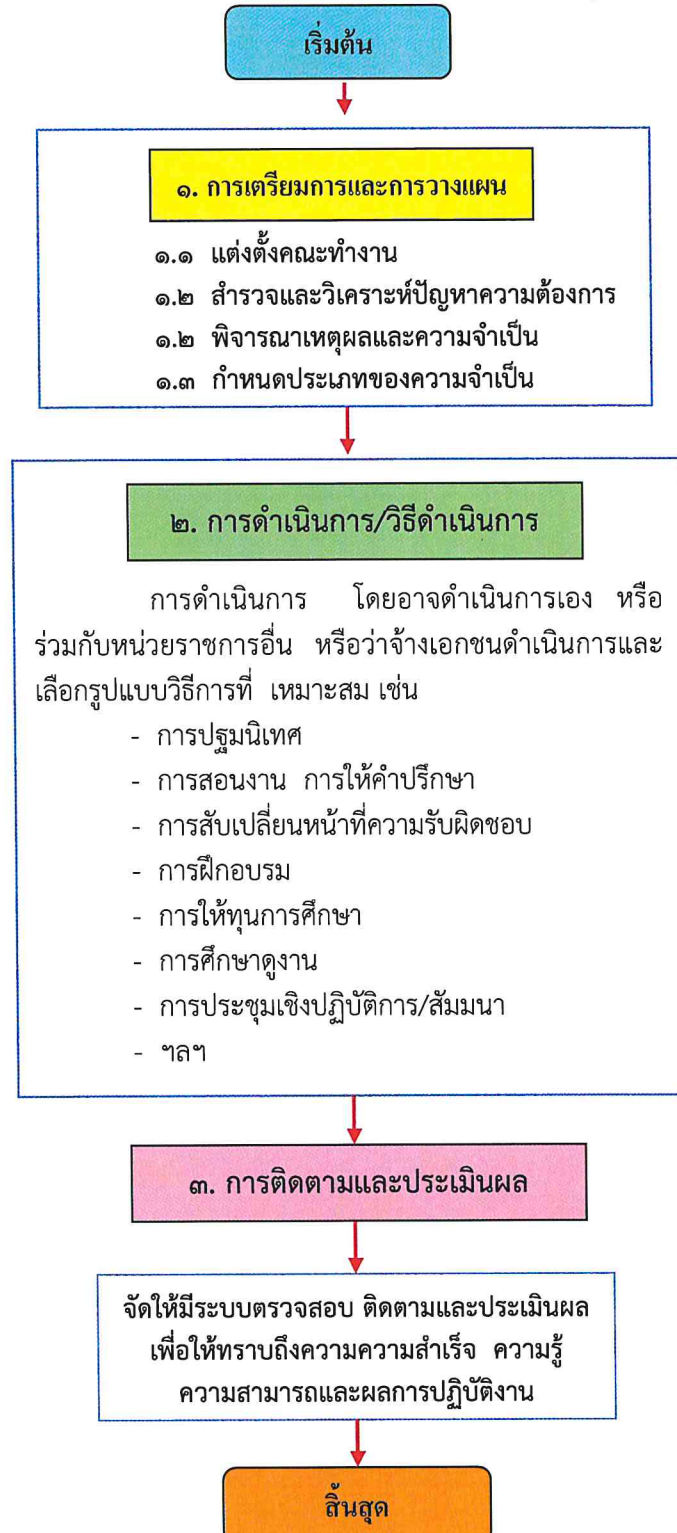 เริ่มต้น
๑. การเตรียมการและการวางแผน
๑.๑ แต่งตั้งคณะทำงาน
๑.๒ สำรวจและวิเคราะห์ปัญหาความต้องการ
๑.๒ พิจารณาเหตุผลและความจำเป็น
๑.๓ กำหนดประเภทของความจำเป็น
๒. การดำเนินการ/วิธีดำเนินการ
การดำเนินการ โดยอาจดำเนินการเอง หรือ
ร่วมกับหน่วยราชการอื่น หรือว่าจ้างเอกชนดำเนินการและ
เลือกรูปแบบวิธีการที่ เหมาะสม เช่น
- การปฐมนิเทศ
- การสอนงาน การให้คำปรึกษา
- การสับเปลี่ยนหน้าที่ความรับผิดชอบ
- การฝึกอบรม
- การให้ทุนการศึกษา
- การศึกษาดูงาน
- การประชุมเชิงปฏิบัติการ/สัมมนา
- ฯลฯ
๓. การติดตามและประเมินผล
จัดให้มีระบบตรวจสอบ ติดตามและประเมินผล
เพื่อให้ทราบถึงความความสำเร็จ ความรู้
ความสามารถและผลการปฏิบัติงาน
สิ้นสุด